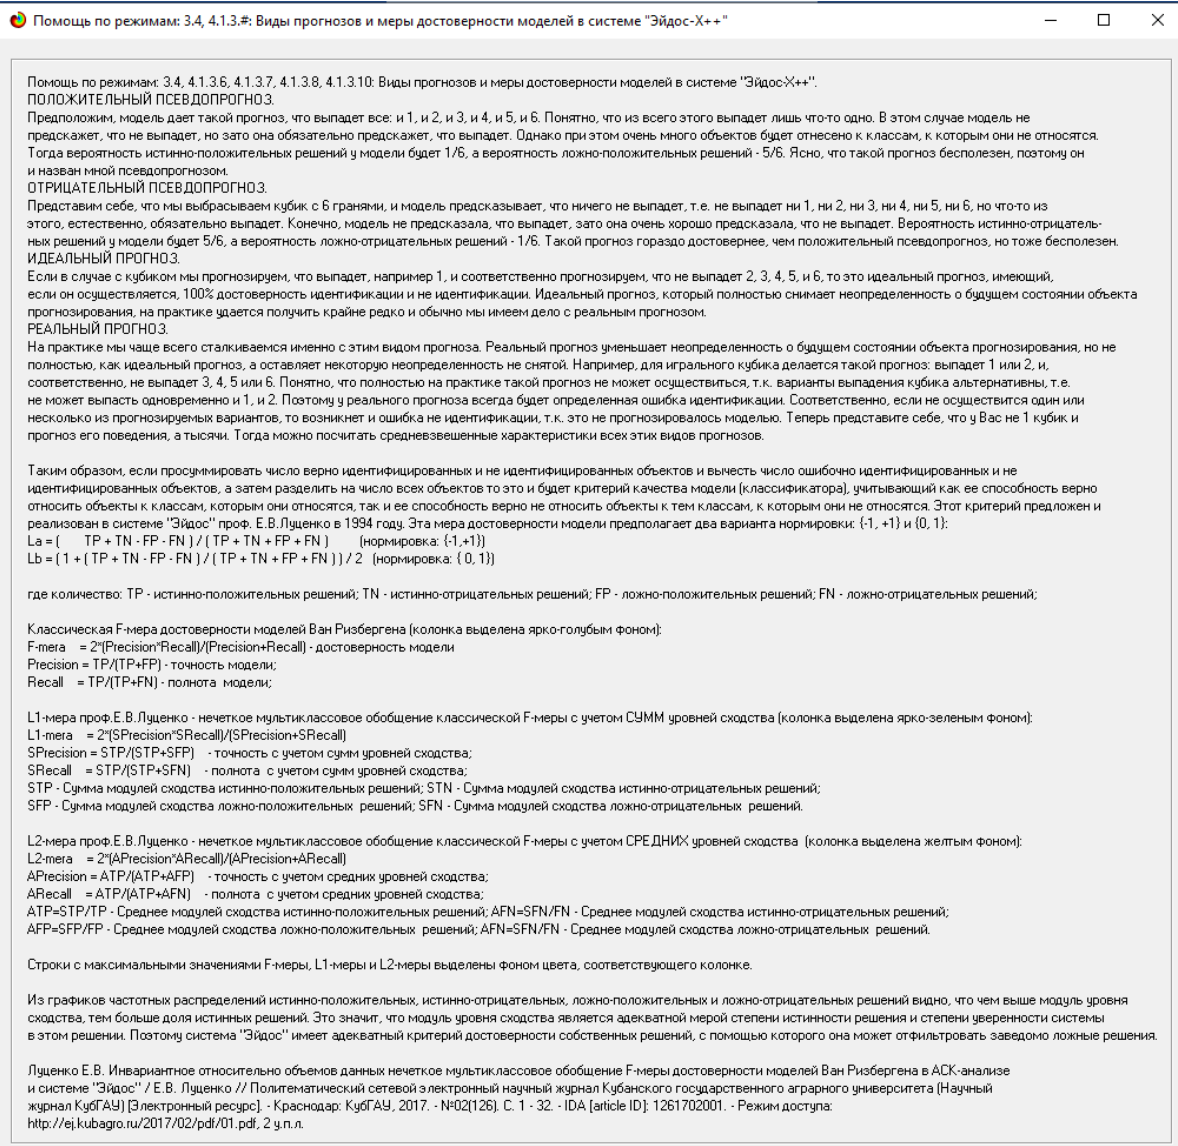 Помощь по режимам: 3.4, 4.1.3.#: Виды прогнозов и меры достоверности моделей в системе "Эйдос-X++"
Помощь по режимам: 3.4, 4.1.3.6, 4.1.3.7, 4.1.3.8, 4.1.3.10: Виды прогнозов и меры достоверности моделей в системе "Эйдос-X++".
ПОЛОЖИТЕЛЬНЫЙ ПСЕВДОПРОГНОЗ.
Предположим, модель дает такой прогноз, что выпадет все: и 1, и 2, и 3, и 4, и 5, и 6. Понятно, что из всего этого выпадет лишь что-то одно. В этом случае модель не
предскажет, что не выпадет, но зато она обязательно предскажет, что выпадет. Однако при этом очень много объектов будет отнесено к классам, к которым они не относятся.
Тогда вероятность истинно-положительных решений у модели будет 1/6, а вероятность ложно-положительных решений - 5/6. Ясно, что такой прогноз бесполезен, поэтому он
и назван мной псевдопрогнозом.
ОТРИЦАТЕЛЬНЫЙ ПСЕВДОПРОГНОЗ.
Представим себе, что мы выбрасываем кубик с 6 гранями, и модель предсказывает, что ничего не выпадет, т.е. не выпадет ни 1, ни 2, ни 3, ни 4, ни 5, ни 6, но что-то из
этого, естественно, обязательно выпадет. Конечно, модель не предсказала, что выпадет, зато она очень хорошо предсказала, что не выпадет. Вероятность истинно-отрицатель-
ных решений у модели будет 5/6, а вероятность ложно-отрицательных решений - 1/6. Такой прогноз гораздо достовернее, чем положительный псевдопрогноз, но тоже бесполезен.
ИДЕАЛЬНЫЙ ПРОГНОЗ.
Если в случае с кубиком мы прогнозируем, что выпадет, например 1, и соответственно прогнозируем, что не выпадет 2, 3, 4, 5, и 6, то это идеальный прогноз, имеющий,
если он осуществляется, 100% достоверность идентификации и не идентификации. Идеальный прогноз, который полностью снимает неопределенность о будущем состоянии объекта
прогнозирования, на практике удается получить крайне редко и обычно мы имеем дело с реальным прогнозом.
РЕАЛЬНЫЙ ПРОГНОЗ.
На практике мы чаще всего сталкиваемся именно с этим видом прогноза. Реальный прогноз уменьшает неопределенность о будущем состоянии объекта прогнозирования, но не
полностью, как идеальный прогноз, а оставляет некоторую неопределенность не снятой. Например, для игрального кубика делается такой прогноз: выпадет 1 или 2, и,
соответственно, не выпадет 3, 4, 5 или 6. Понятно, что полностью на практике такой прогноз не может осуществиться, т.к. варианты выпадения кубика альтернативны, т.е.
не может выпасть одновременно и 1, и 2. Поэтому у реального прогноза всегда будет определенная ошибка идентификации. Соответственно, если не осуществится один или
несколько из прогнозируемых вариантов, то возникнет и ошибка не идентификации, т.к. это не прогнозировалось моделью. Теперь представите себе, что у Вас не 1 кубик и
прогноз его поведения, а тысячи. Тогда можно посчитать средневзвешенные характеристики всех этих видов прогнозов.
Таким образом, если просуммировать число верно идентифицированных и не идентифицированных объектов и вычесть число ошибочно идентифицированных и не
идентифицированных объектов, а затем разделить на число всех объектов то это и будет критерий качества модели (классификатора), учитывающий как ее способность верно
относить объекты к классам, которым они относятся, так и ее способность верно не относить объекты к тем классам, к которым они не относятся. Этот критерий предложен и
реализован в системе "Эйдос" проф. Е.В.Луценко в 1994 году. Эта мера достоверности модели предполагает два варианта нормировки: {-1, +1} и {0, 1}:
La = (      TP + TN - FP - FN ) / ( TP + TN + FP + FN )       (нормировка: {-1,+1})
Lb = ( 1 + ( TP + TN - FP - FN ) / ( TP + TN + FP + FN ) ) / 2   (нормировка: { 0, 1})
где количество: TP - истинно-положительных решений; TN - истинно-отрицательных решений; FP - ложно-положительных решений; FN - ложно-отрицательных решений;
Классическая F-мера достоверности моделей Ван Ризбергена (колонка выделена ярко-голубым фоном):
F-mera    = 2*(Precision*Recall)/(Precision+Recall) - достоверность модели
Precision = TP/(TP+FP) - точность модели;
Recall    = TP/(TP+FN) - полнота  модели;
L1-мера проф.Е.В.Луценко - нечеткое мультиклассовое обобщение классической F-меры с учетом СУММ уровней сходства (колонка выделена ярко-зеленым фоном):
L1-mera    = 2*(SPrecision*SRecall)/(SPrecision+SRecall)
SPrecision = STP/(STP+SFP)    - точность с учетом сумм уровней сходства;
SRecall    = STP/(STP+SFN)    - полнота  с учетом сумм уровней сходства;
STP - Сумма модулей сходства истинно-положительных решений; STN - Сумма модулей сходства истинно-отрицательных решений;
SFP - Сумма модулей сходства ложно-положительных  решений; SFN - Сумма модулей сходства ложно-отрицательных  решений.
L2-мера проф.Е.В.Луценко - нечеткое мультиклассовое обобщение классической F-меры с учетом СРЕДНИХ уровней сходства  (колонка выделена желтым фоном):
L2-mera    = 2*(APrecision*ARecall)/(APrecision+ARecall)
APrecision = ATP/(ATP+AFP)    - точность с учетом средних уровней сходства;
ARecall    = ATP/(ATP+AFN)    - полнота  с учетом средних уровней сходства;
ATP=STP/TP - Среднее модулей сходства истинно-положительных решений; AFN=SFN/FN - Среднее модулей сходства истинно-отрицательных решений;
AFP=SFP/FP - Среднее модулей сходства ложно-положительных  решений; AFN=SFN/FN - Среднее модулей сходства ложно-отрицательных  решений.
Строки с максимальными значениями F-меры, L1-меры и L2-меры выделены фоном цвета, соответствующего колонке.
Из графиков частотных распределений истинно-положительных, истинно-отрицательных, ложно-положительных и ложно-отрицательных решений видно, что чем выше модуль уровня
сходства, тем больше доля истинных решений. Это значит, что модуль уровня сходства является адекватной мерой степени истинности решения и степени уверенности системы
в этом решении. Поэтому система "Эйдос" имеет адекватный критерий достоверности собственных решений, с помощью которого она может отфильтровать заведомо ложные решения.
Луценко Е.В. Инвариантное относительно объемов данных нечеткое мультиклассовое обобщение F-меры достоверности моделей Ван Ризбергена в АСК-анализе
и системе "Эйдос" / Е.В. Луценко // Политематический сетевой электронный научный журнал Кубанского государственного аграрного университета (Научный
журнал КубГАУ) [Электронный ресурс]. - Краснодар: КубГАУ, 2017. - №02(126). С. 1 - 32. - IDA [article ID]: 1261702001. - Режим доступа:
http://ej.kubagro.ru/2017/02/pdf/01.pdf, 2 у.п.л.